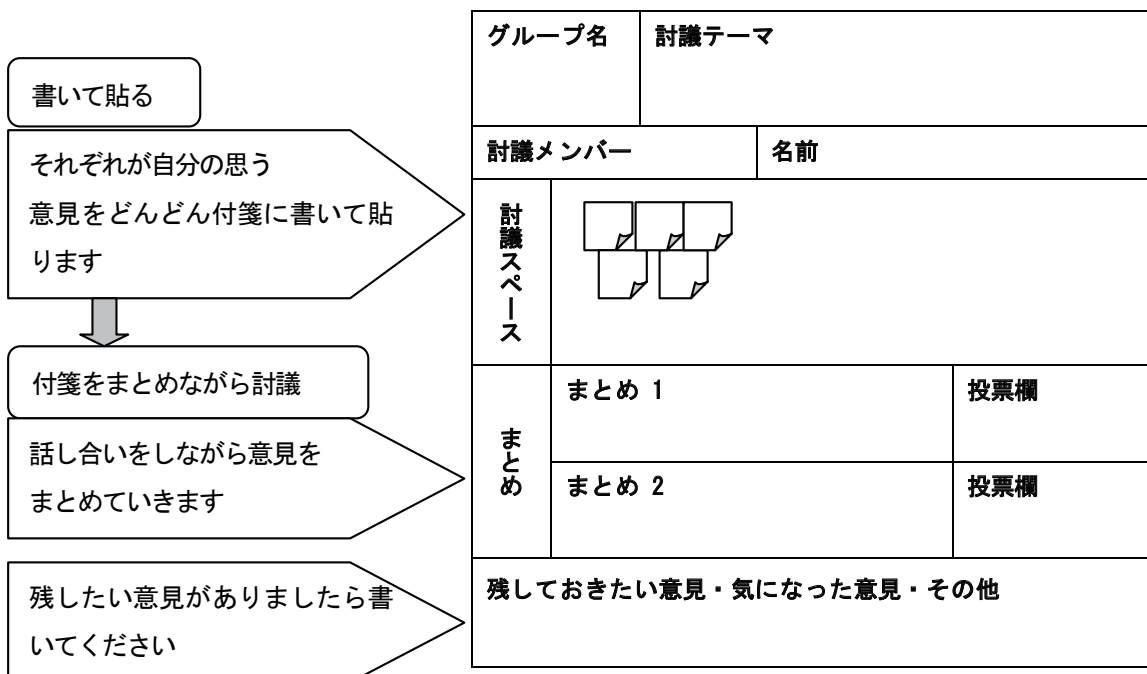 書いて貼る
それぞれが自分の思う
意見をどんどん付箋に書いて貼
ります
付箋をまとめながら討議
話し合いをしながら意見を
まとめていきます
残したい意見がありましたら書
いてください
グループ名
討議テーマ
討議メンバー
名前
討議スペース
まとめ
まとめ 1
投票欄
まとめ 2
投票欄
残しておきたい意見・気になった意見・その他